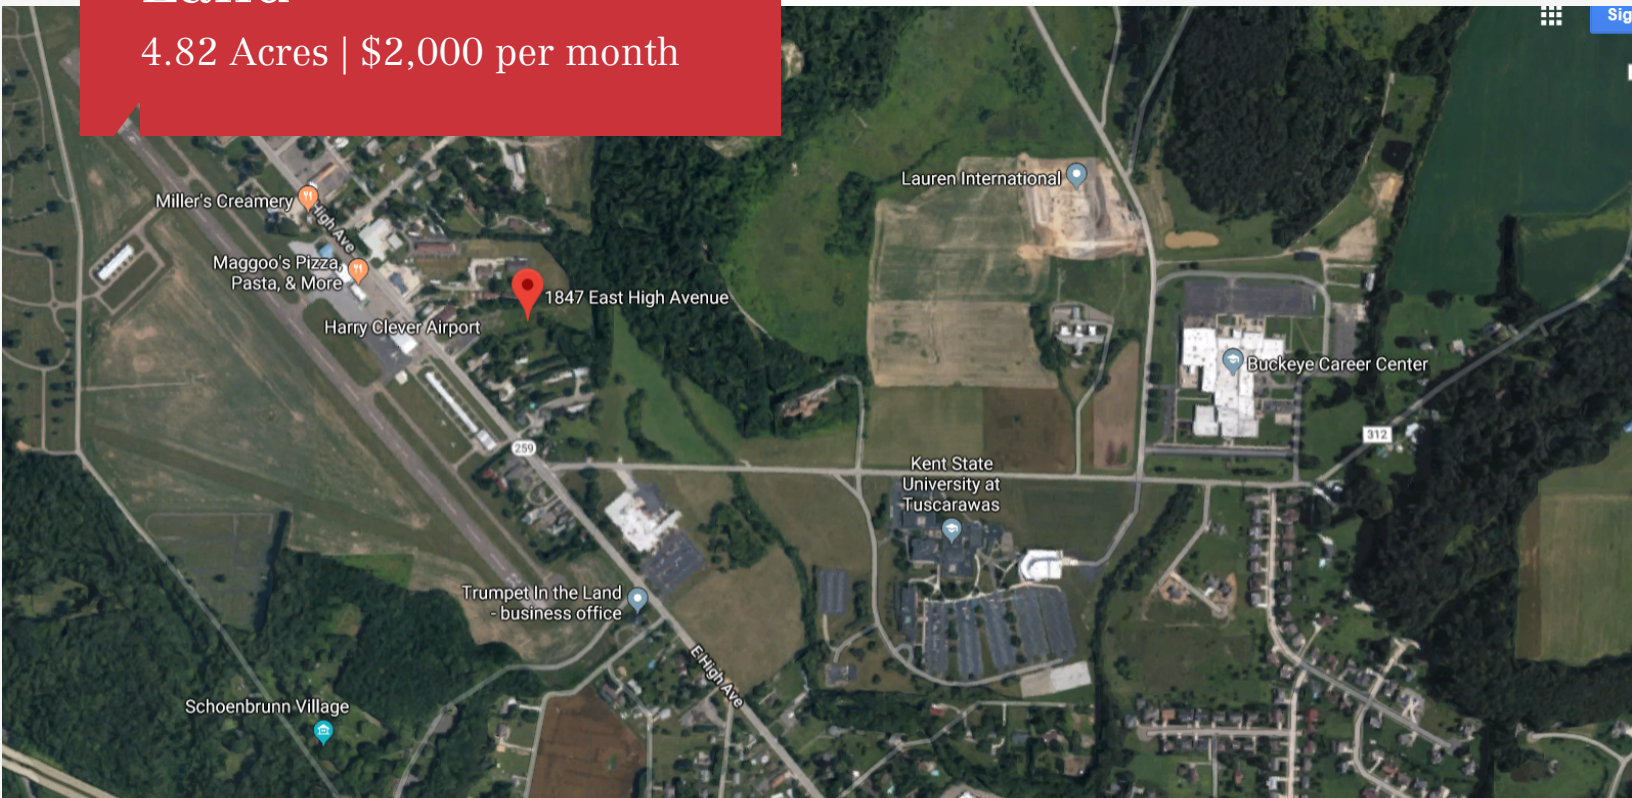 4.82 Acres | $2,000 per month
Sig
Lauren International
Miller's Creamery
High Ave
Maggoo's Pizza,
Pasta, & More
1847 East High Avenue
Harry Clever Airport
Buckeye Career Center
312
259
Kent State
University at
Tuscarawas
Trumpet In the Land
- business office
E High Ave
Schoenbrunn Village